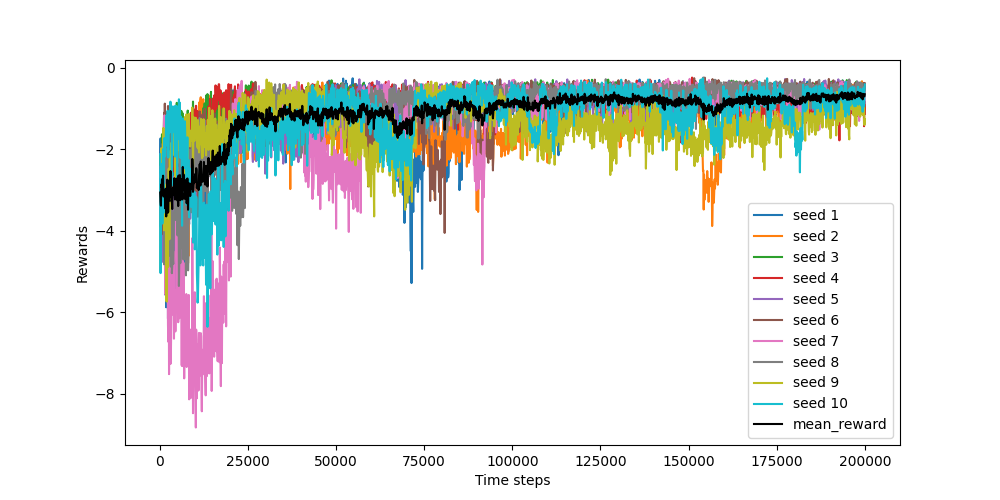 0
−2
−4
−6
−8
Rewards
0 25000 50000 75000 100000 125000 150000 175000 200000
Time steps
seed 1
seed 2
seed 3
seed 4
seed 5
seed 6
seed 7
seed 8
seed 9
seed 10
mean_reward